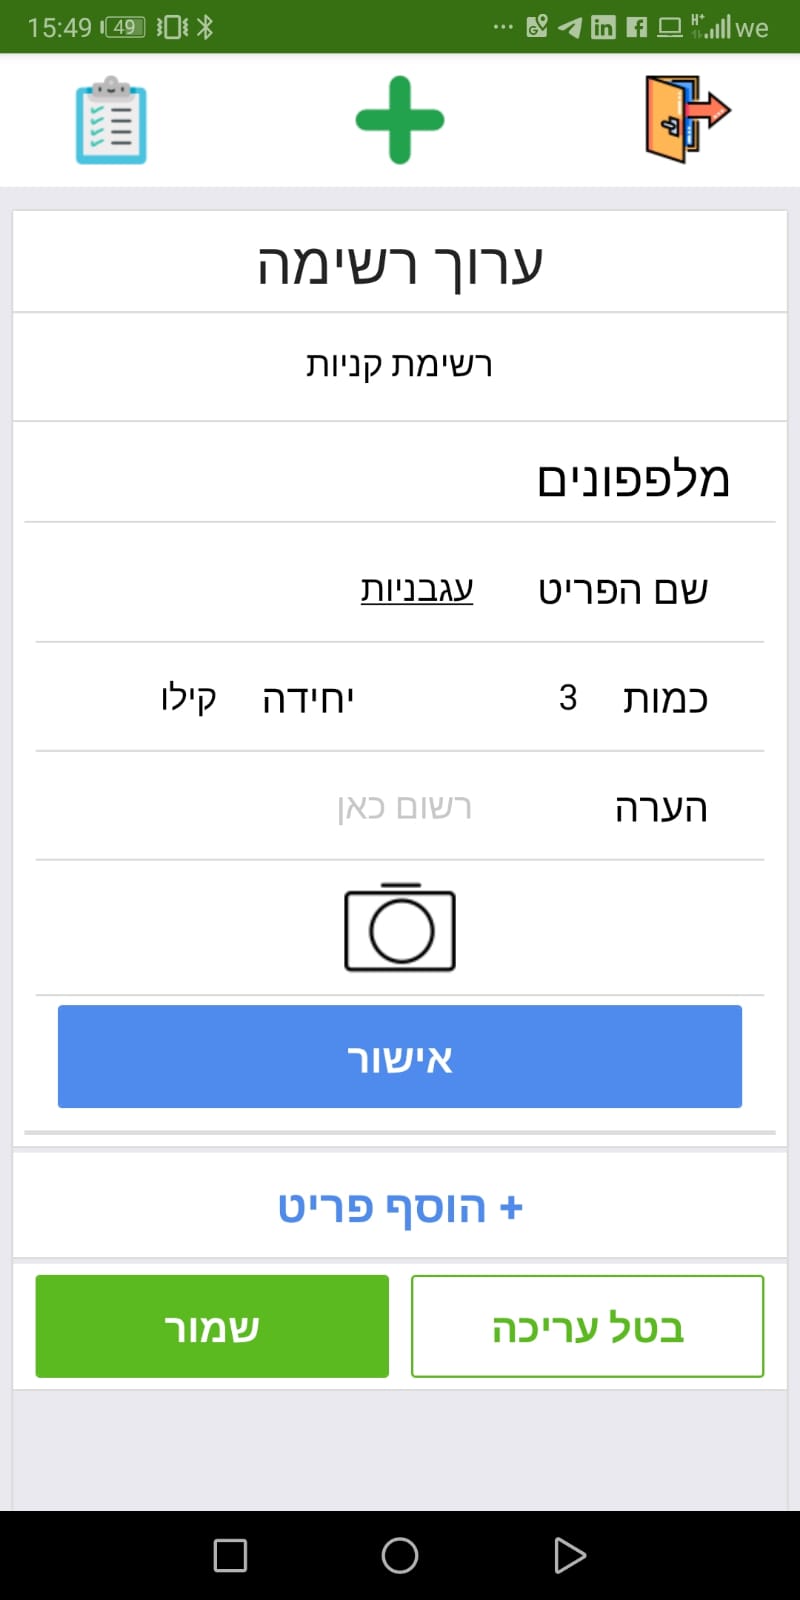 15:49 49 ... we
ערוך רשימה
רשימת קניות
מלפפונים
שם הפריט עגבניות
כמות 3 יחידה קילו
הערה רשום כאן
אישור
+ הוסף פריט
בטל עריכה שמור